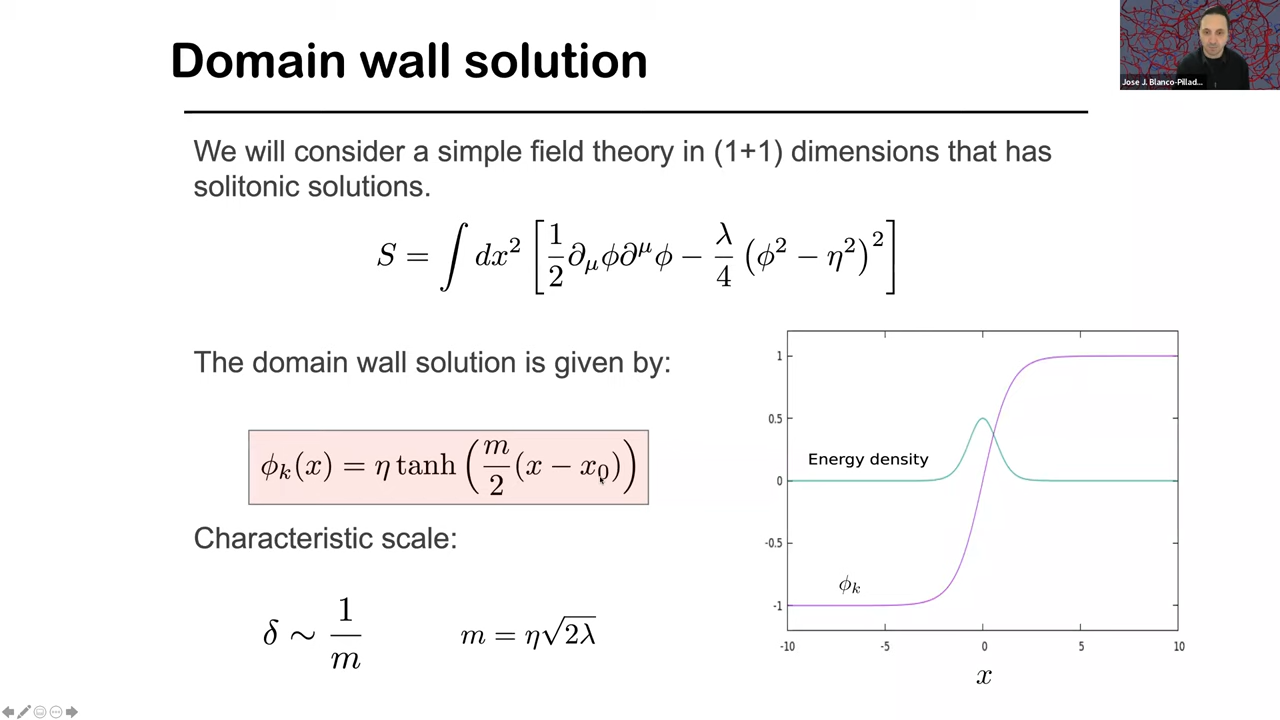 Domain wall solution
Jose J. Blanco-Pillad...
We will consider a simple field theory in (1+1) dimensions that has
solitonic solutions.
S = ∫ dx² [ 1/2 ∂_μ ϕ ∂^μ ϕ − λ/4 (ϕ² − η²)² ]
The domain wall solution is given by:
ϕ_k(x) = η tanh ( m/2 (x − x_0) )
Characteristic scale:
δ ∼ 1/m
m = η√2λ
1
0.5
Energy density
0
-0.5
ϕ_k
-1
-10 -5 0 5 10
x